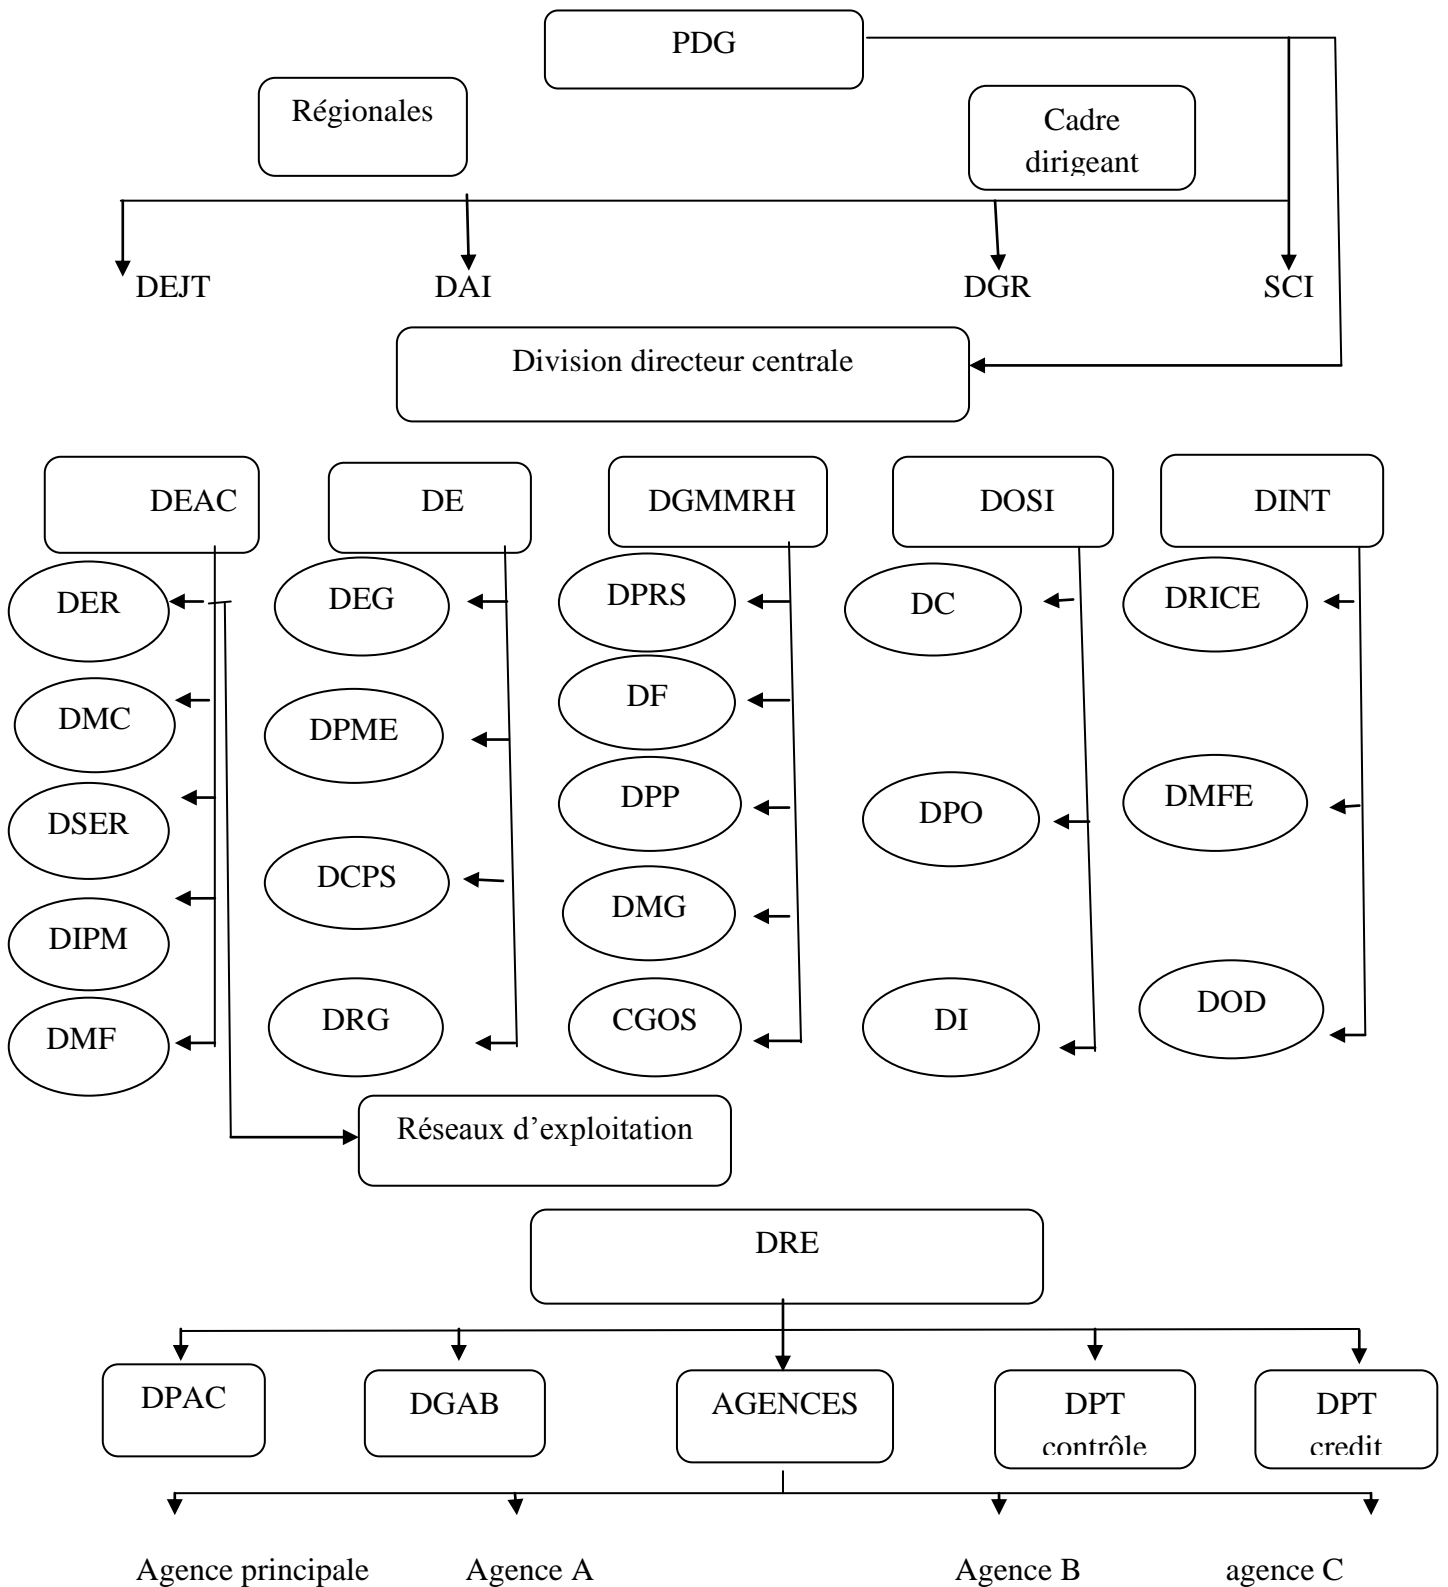 PDG
Régionales
Cadre
dirigeant
DEJT
DAI
DGR
SCI
Division directeur centrale
DEAC
DE
DGMMRH
DOSI
DINT
DER
DEG
DPRS
DC
DRICE
DMC
DPME
DF
DSER
DCPS
DPP
DPO
DMFE
DIPM
DMG
DMF
DRG
CGOS
DI
DOD
Réseaux d’exploitation
DRE
DPAC
DGAB
AGENCES
DPT
contrôle
DPT
credit
Agence principale
Agence A
Agence B
agence C